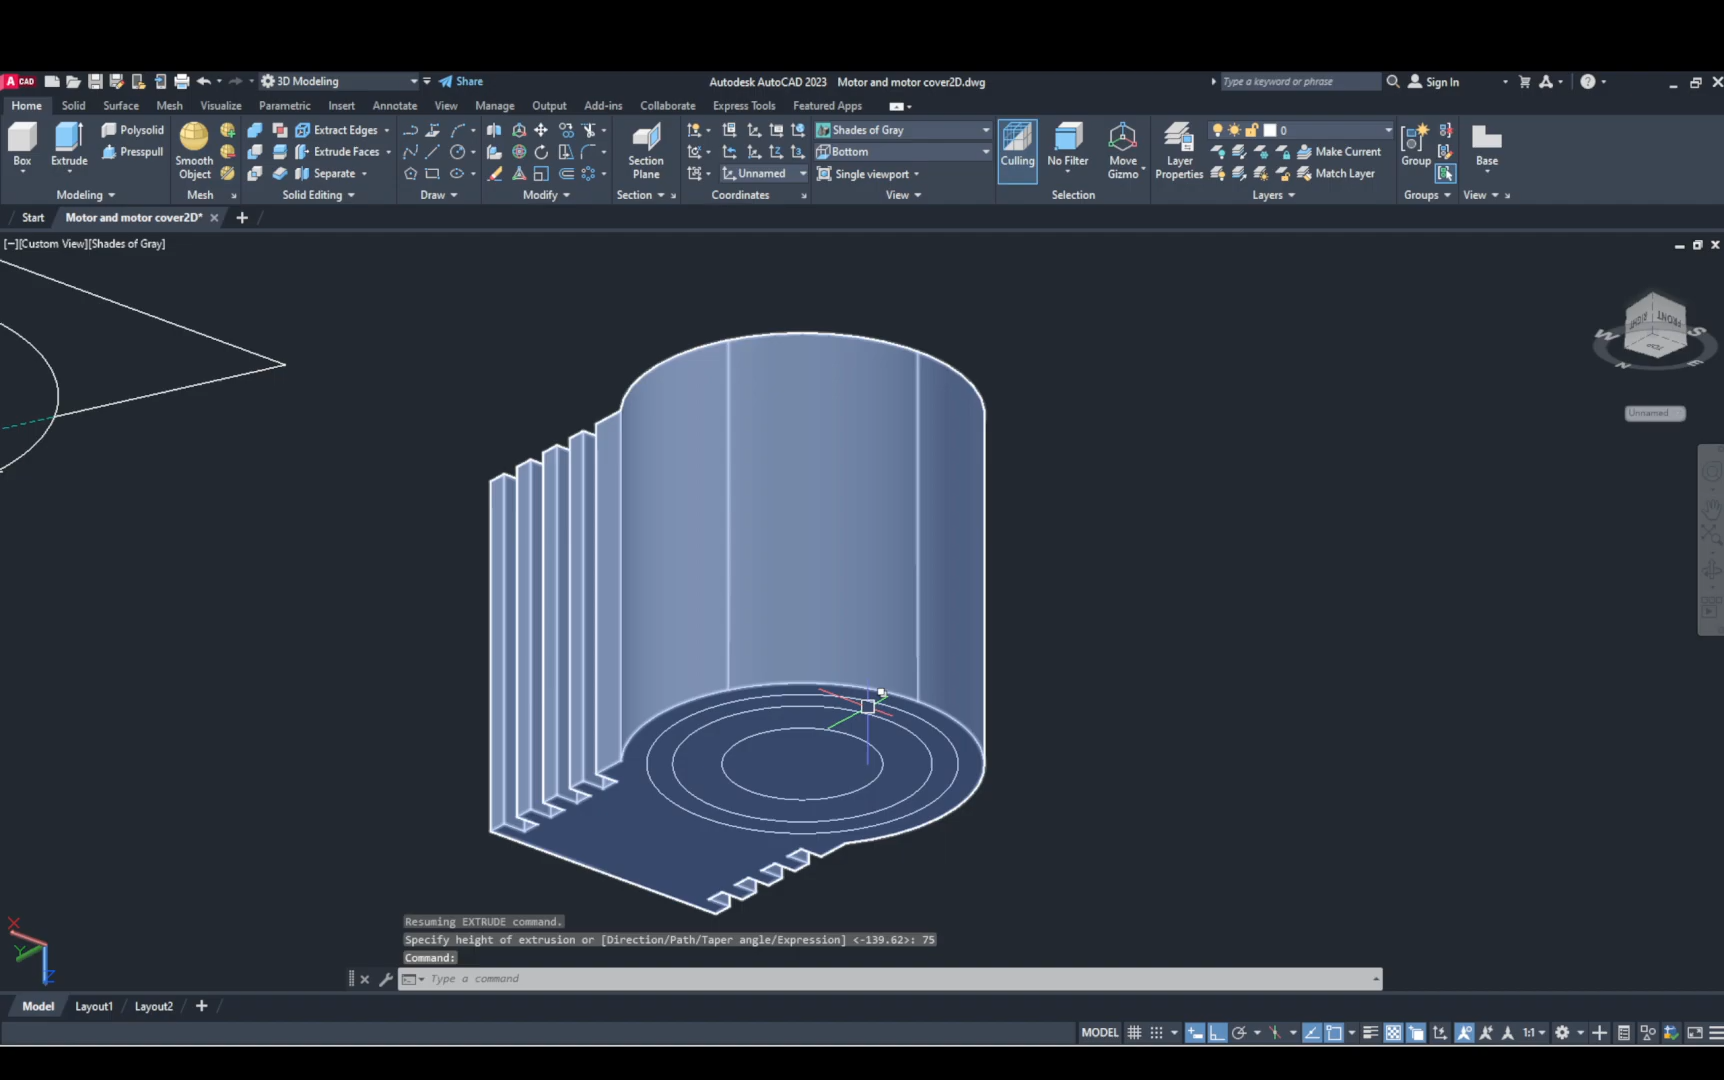 A CAD 3D Modeling Share Autodesk AutoCAD 2023 Motor and motor cover2D.dwg Type a keyword or phrase Sign In
Home Solid Surface Mesh Visualize Parametric Insert Annotate View Manage Output Add-ins Collaborate Express Tools Featured Apps
Polysolid Extract Edges Shades of Gray 0
Presspull Extrude Faces Bottom Make Current
Box Extrude Smooth Object Separate Section Plane Unnamed Single viewport Culling No Filter Move Gizmo Layer Properties Match Layer Group Base
Modeling Mesh Solid Editing Draw Modify Section Coordinates View Selection Layers Groups View
Start Motor and motor cover2D*
[−][Custom View][Shades of Gray]
RIGHT FRONT
TOP
W S N E
Unnamed
Resuming EXTRUDE command.
Specify height of extrusion or [Direction/Path/Taper angle/Expression] <-139.62>: 75
Command:
Type a command
X
Y
Z
Model Layout1 Layout2
MODEL 1:1